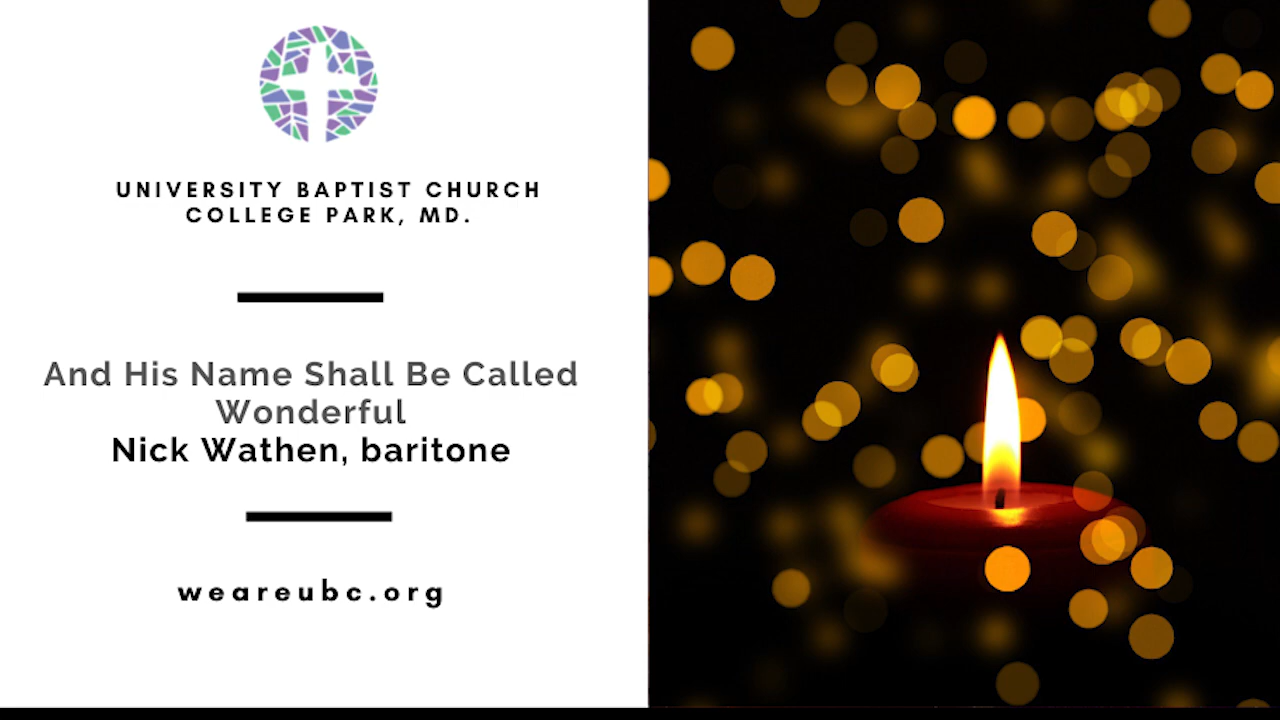 UNIVERSITY BAPTIST CHURCH
COLLEGE PARK, MD.
And His Name Shall Be Called
Wonderful
Nick Wathen, baritone
weareubc.org